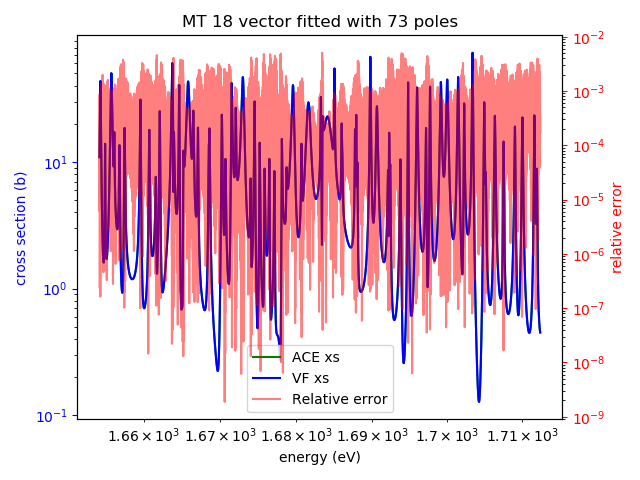 MT 18 vector fitted with 73 poles
10¹
10⁰
10⁻¹
cross section (b)
10⁻²
10⁻³
10⁻⁴
10⁻⁵
10⁻⁶
10⁻⁷
10⁻⁸
10⁻⁹
relative error
ACE xs
VF xs
Relative error
1.66 × 10³ 1.67 × 10³ 1.68 × 10³ 1.69 × 10³ 1.7 × 10³ 1.71 × 10³
energy (eV)